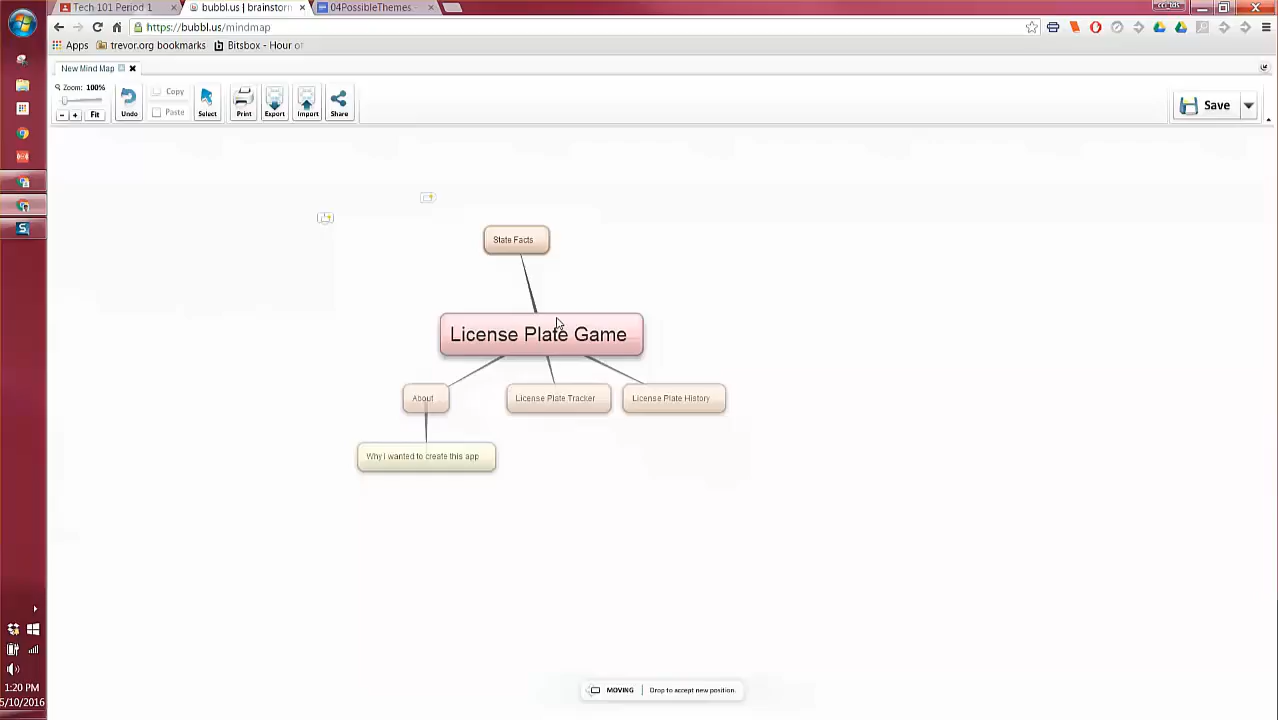 Tech 101 Period 1
bubbl.us | brainstorm
04PossibleThemes
https://bubbl.us/mindmap
Apps
trevor.org bookmarks
Bitsbox - Hour of
New Mind Map
Zoom: 100%
Fit
Undo
Copy
Paste
Select
Print
Export
Import
Share
Save
State Facts
License Plate Game
About
License Plate Tracker
License Plate History
Why I wanted to create this app
MOVING
Drop to accept new position.
1:20 PM
5/10/2016